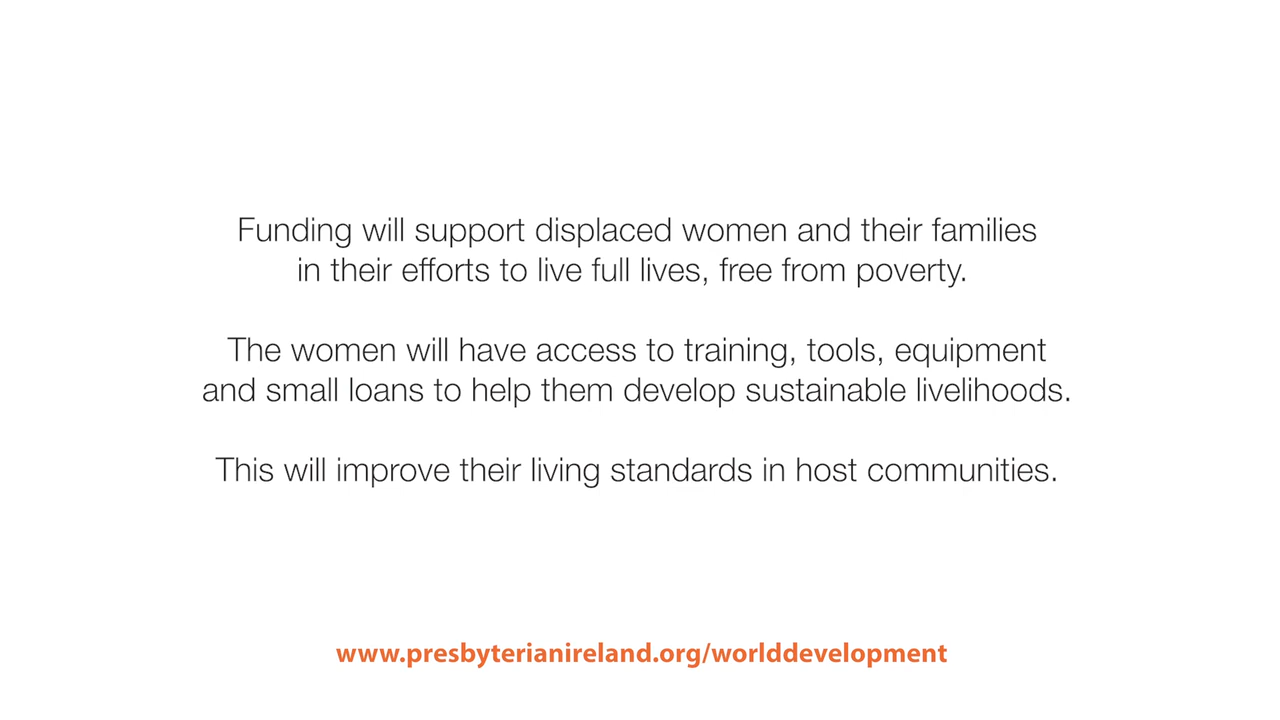 Funding will support displaced women and their families
in their efforts to live full lives, free from poverty.
The women will have access to training, tools, equipment
and small loans to help them develop sustainable livelihoods.
This will improve their living standards in host communities.
www.presbyterianireland.org/worlddevelopment